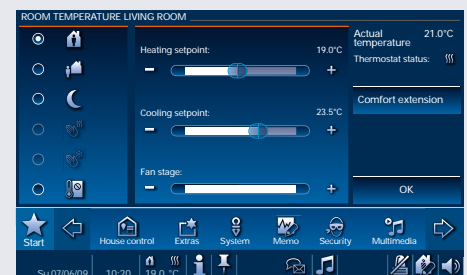 ROOM TEMPERATURE LIVING ROOM
Actual temperature 21.0°C
Thermostat status:
Heating setpoint: 19.0°C
- +
Comfort extension
Cooling setpoint: 23.5°C
- +
Fan stage:
- +
OK
Start House control Extras System Memo Security Multimedia
Su 07/06/09 10:20 19.0 °C